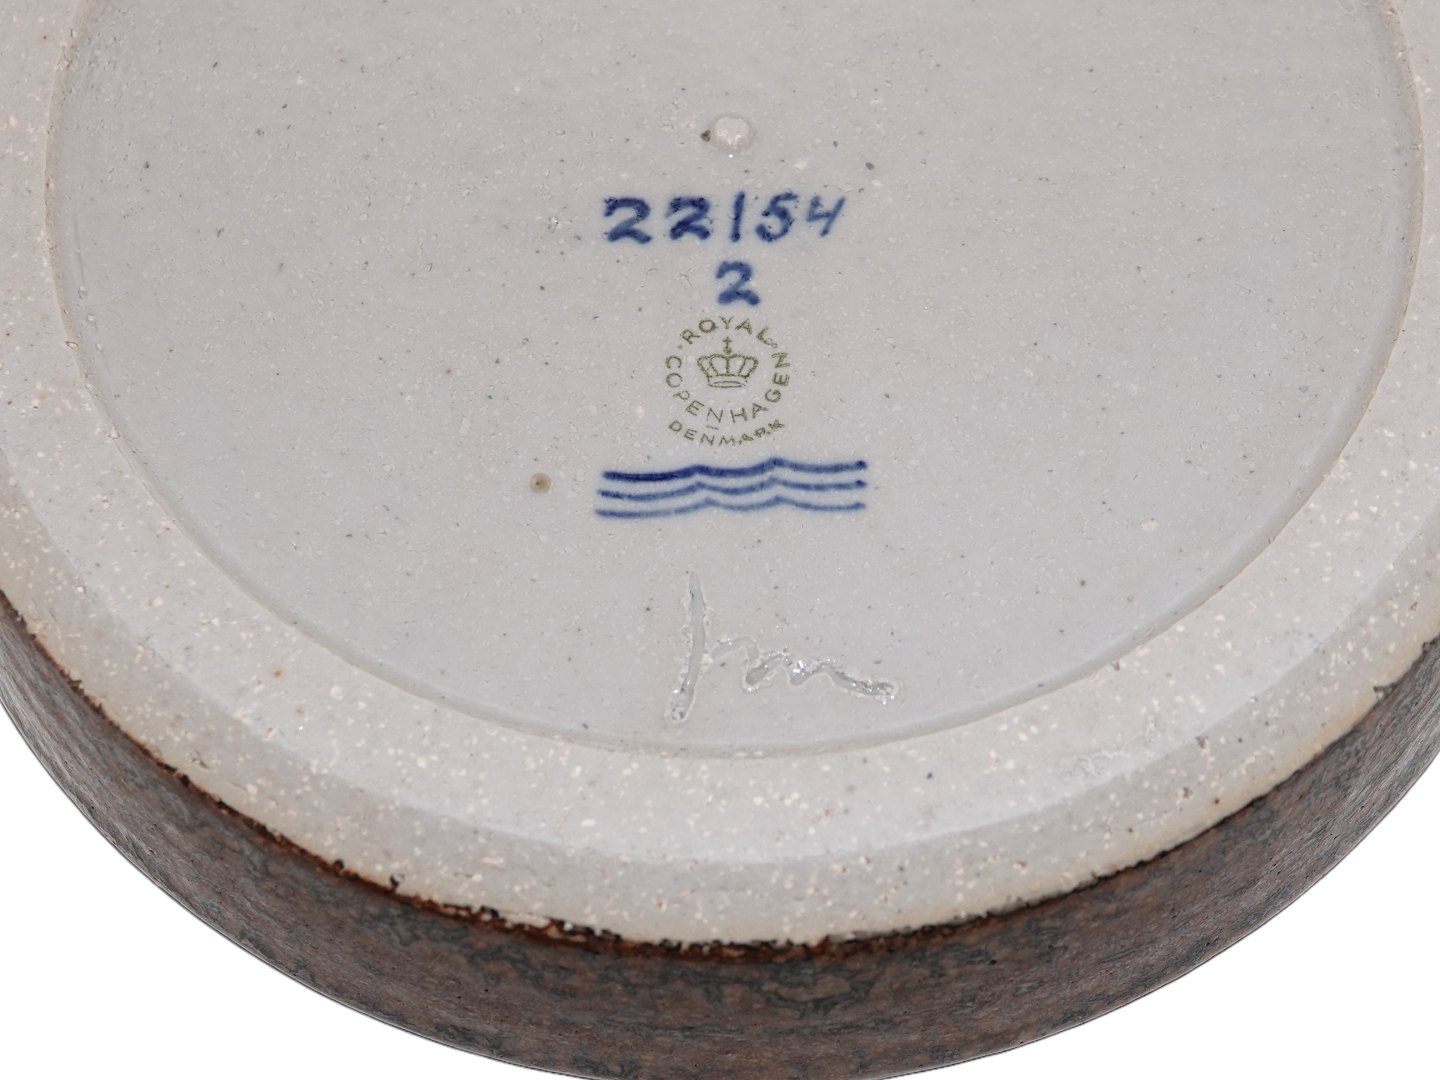 22154
2
ROYAL COPENHAGEN
DENMARK